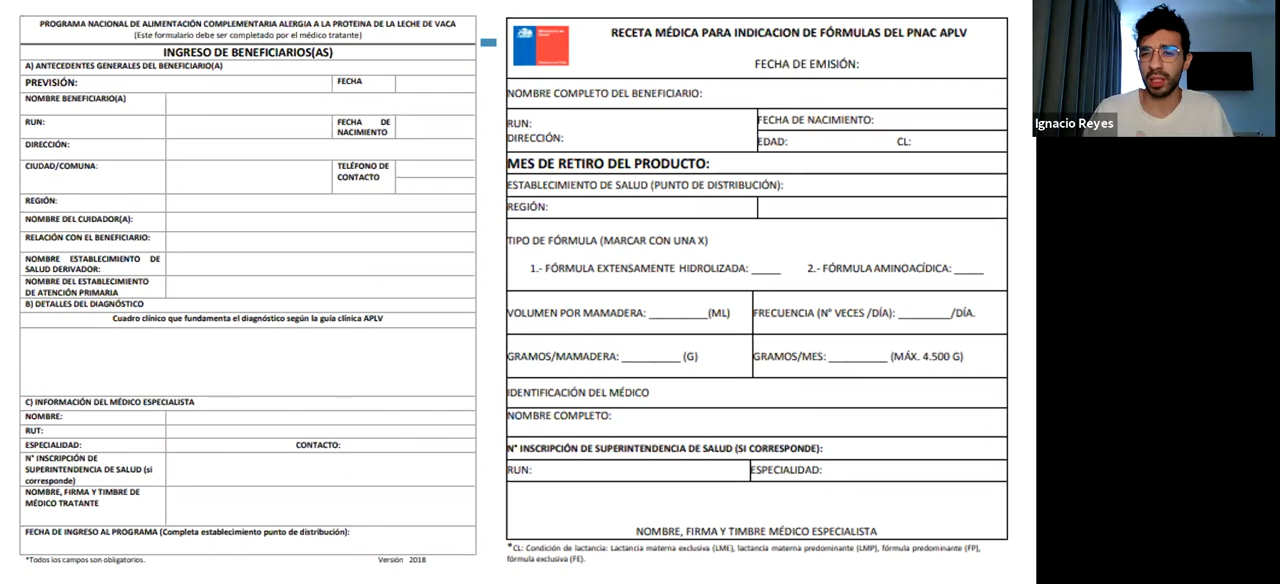 PROGRAMA NACIONAL DE ALIMENTACIÓN COMPLEMENTARIA ALERGIA A LA PROTEINA DE LA LECHE DE VACA
(Este formulario debe ser completado por el médico tratante)
INGRESO DE BENEFICIARIOS(AS)
A) ANTECEDENTES GENERALES DEL BENEFICIARIO(A)
PREVISIÓN:
FECHA
NOMBRE BENEFICIARIO(A)
RUN:
FECHA DE
NACIMIENTO
DIRECCIÓN:
CIUDAD/COMUNA:
TELÉFONO DE
CONTACTO
REGIÓN:
NOMBRE DEL CUIDADOR(A):
RELACIÓN CON EL BENEFICIARIO:
NOMBRE ESTABLECIMIENTO DE
SALUD DERIVADOR:
NOMBRE DEL ESTABLECIMIENTO
DE ATENCIÓN PRIMARIA
B) DETALLES DEL DIAGNÓSTICO
Cuadro clínico que fundamenta el diagnóstico según la guía clínica APLV
C) INFORMACIÓN DEL MÉDICO ESPECIALISTA
NOMBRE:
RUT:
ESPECIALIDAD:
CONTACTO:
N° INSCRIPCIÓN DE
SUPERINTENDENCIA DE SALUD (si
corresponde)
NOMBRE, FIRMA Y TIMBRE DE
MÉDICO TRATANTE
FECHA DE INGRESO AL PROGRAMA (Completa establecimiento punto de distribución):
*Todos los campos son obligatorios.
Versión 2018
RECETA MÉDICA PARA INDICACION DE FÓRMULAS DEL PNAC APLV
FECHA DE EMISIÓN:
NOMBRE COMPLETO DEL BENEFICIARIO:
RUN:
DIRECCIÓN:
FECHA DE NACIMIENTO:
EDAD: CL:
MES DE RETIRO DEL PRODUCTO:
ESTABLECIMIENTO DE SALUD (PUNTO DE DISTRIBUCIÓN):
REGIÓN:
TIPO DE FÓRMULA (MARCAR CON UNA X)
1.- FÓRMULA EXTENSAMENTE HIDROLIZADA: _____ 2.- FÓRMULA AMINOACÍDICA: _____
VOLUMEN POR MAMADERA: __________(ML)
FRECUENCIA (N° VECES /DÍA): _________/DÍA.
GRAMOS/MAMADERA: __________ (G)
GRAMOS/MES: __________ (MÁX. 4.500 G)
IDENTIFICACIÓN DEL MÉDICO
NOMBRE COMPLETO:
N° INSCRIPCIÓN DE SUPERINTENDENCIA DE SALUD (SI CORRESPONDE):
RUN:
ESPECIALIDAD:
NOMBRE, FIRMA Y TIMBRE MÉDICO ESPECIALISTA
*CL: Condición de lactancia: Lactancia materna exclusiva (LME), lactancia materna predominante (LMP), fórmula predominante (FP),
fórmula exclusiva (FE).
Ignacio Reyes